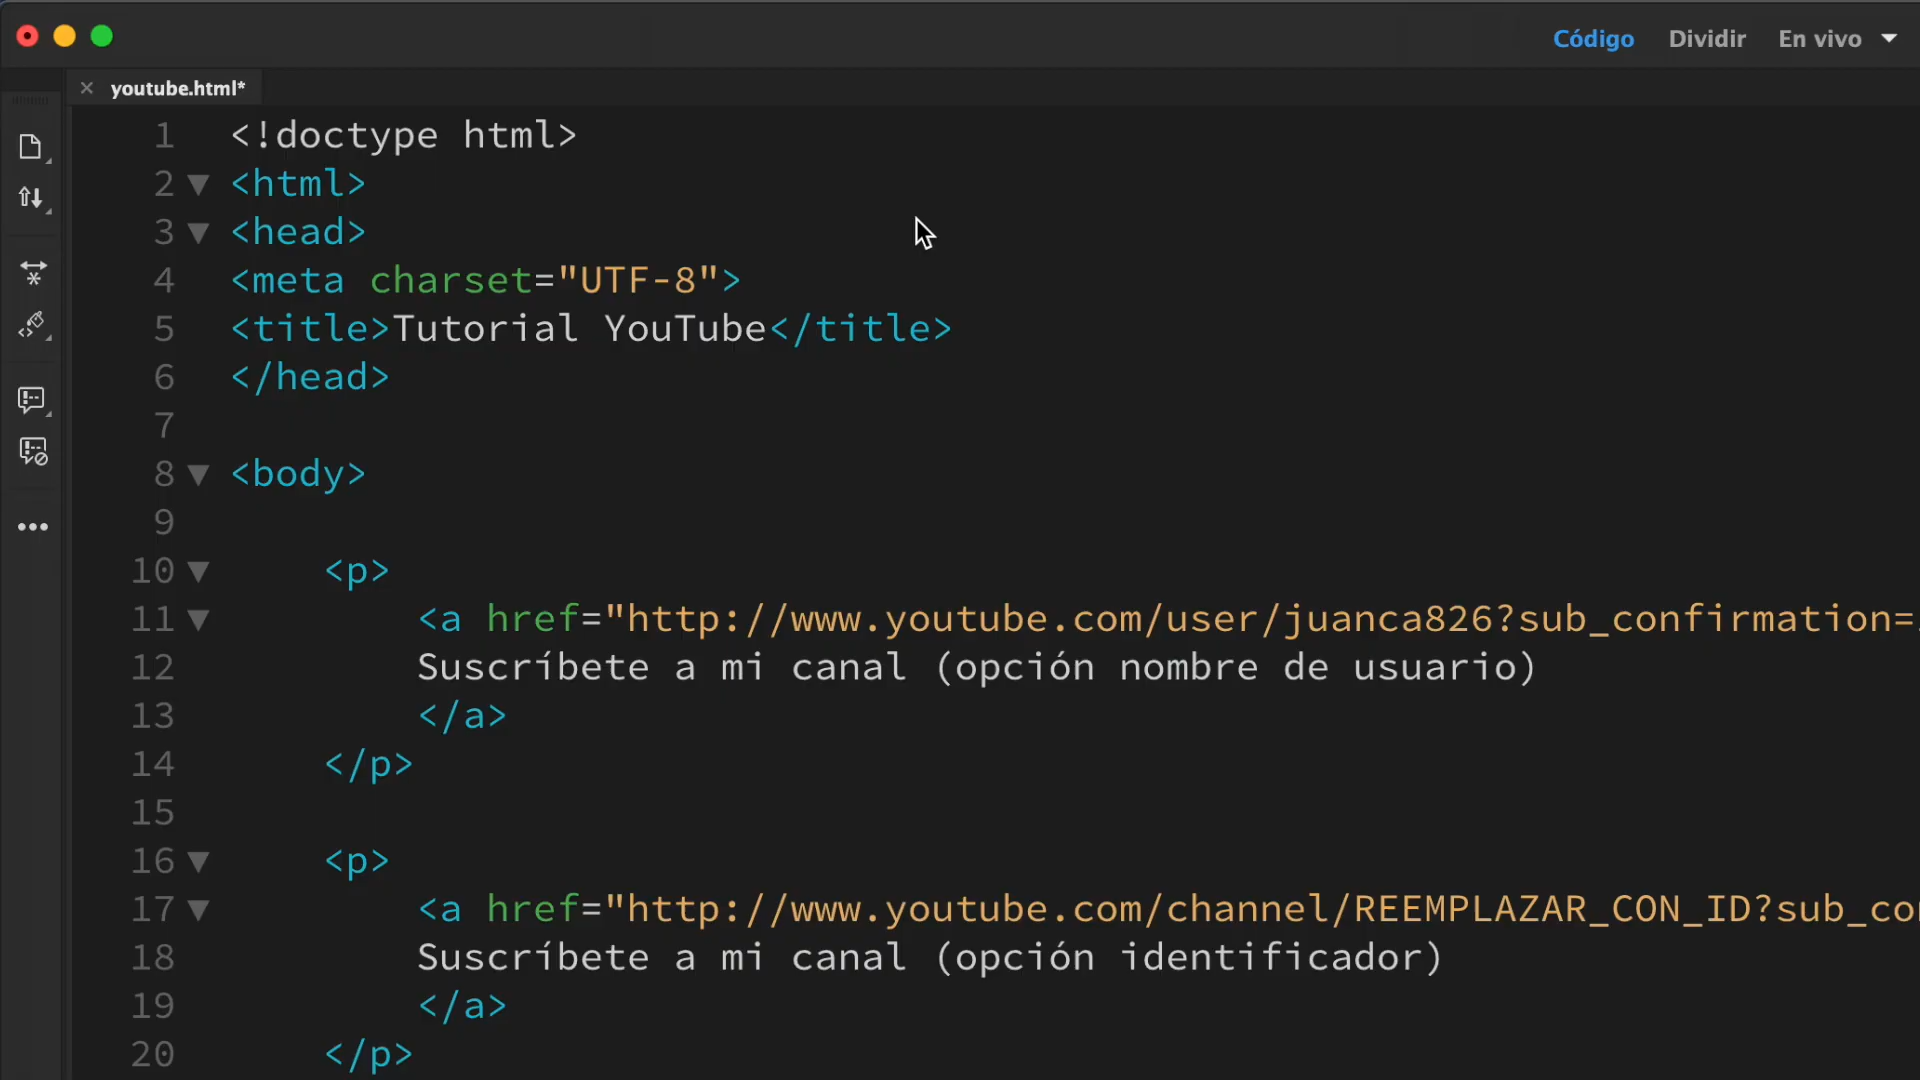 Código Dividir En vivo
youtube.html*
1 <!doctype html>
2 <html>
3 <head>
4 <meta charset="UTF-8">
5 <title>Tutorial YouTube</title>
6 </head>
7
8 <body>
9
10 <p>
11 <a href="http://www.youtube.com/user/juanca826?sub_confirmation=
12 Suscríbete a mi canal (opción nombre de usuario)
13 </a>
14 </p>
15
16 <p>
17 <a href="http://www.youtube.com/channel/REEMPLAZAR_CON_ID?sub_co
18 Suscríbete a mi canal (opción identificador)
19 </a>
20 </p>